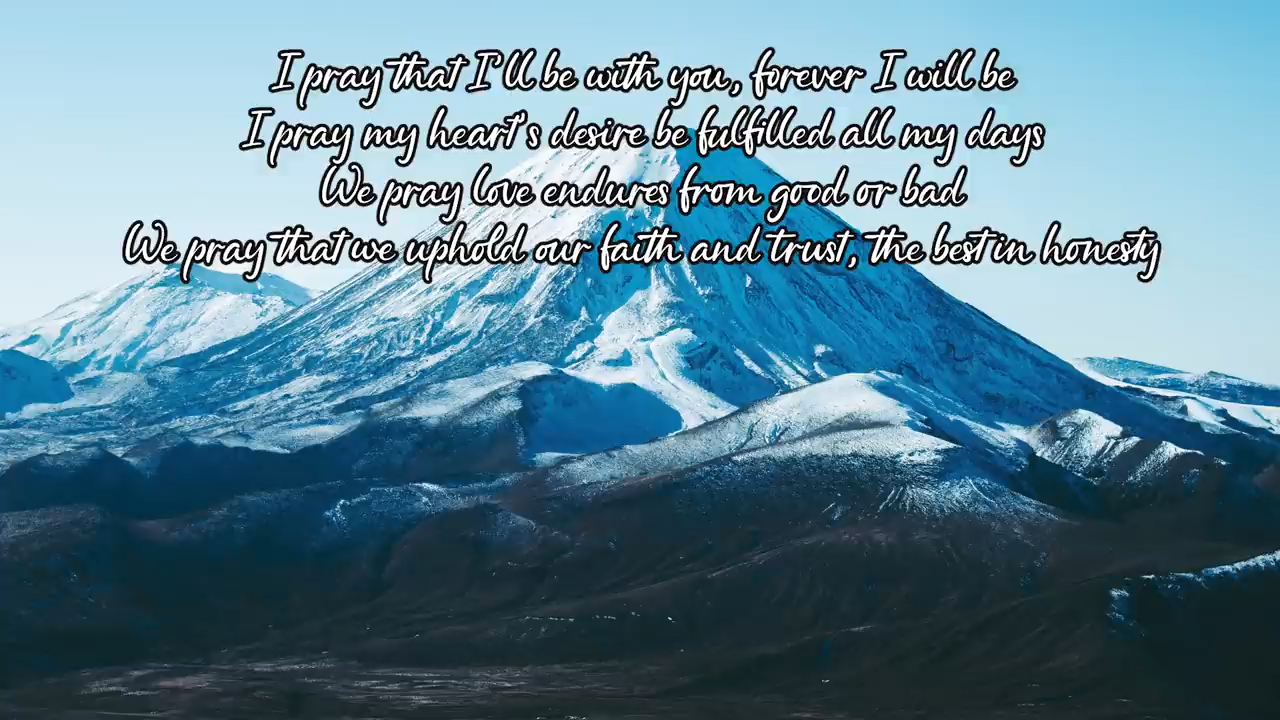 I pray that I'll be with you, forever I will be
I pray my heart's desire be fulfilled all my days
We pray love endures from good or bad
We pray that we uphold our faith and trust, the best in honesty